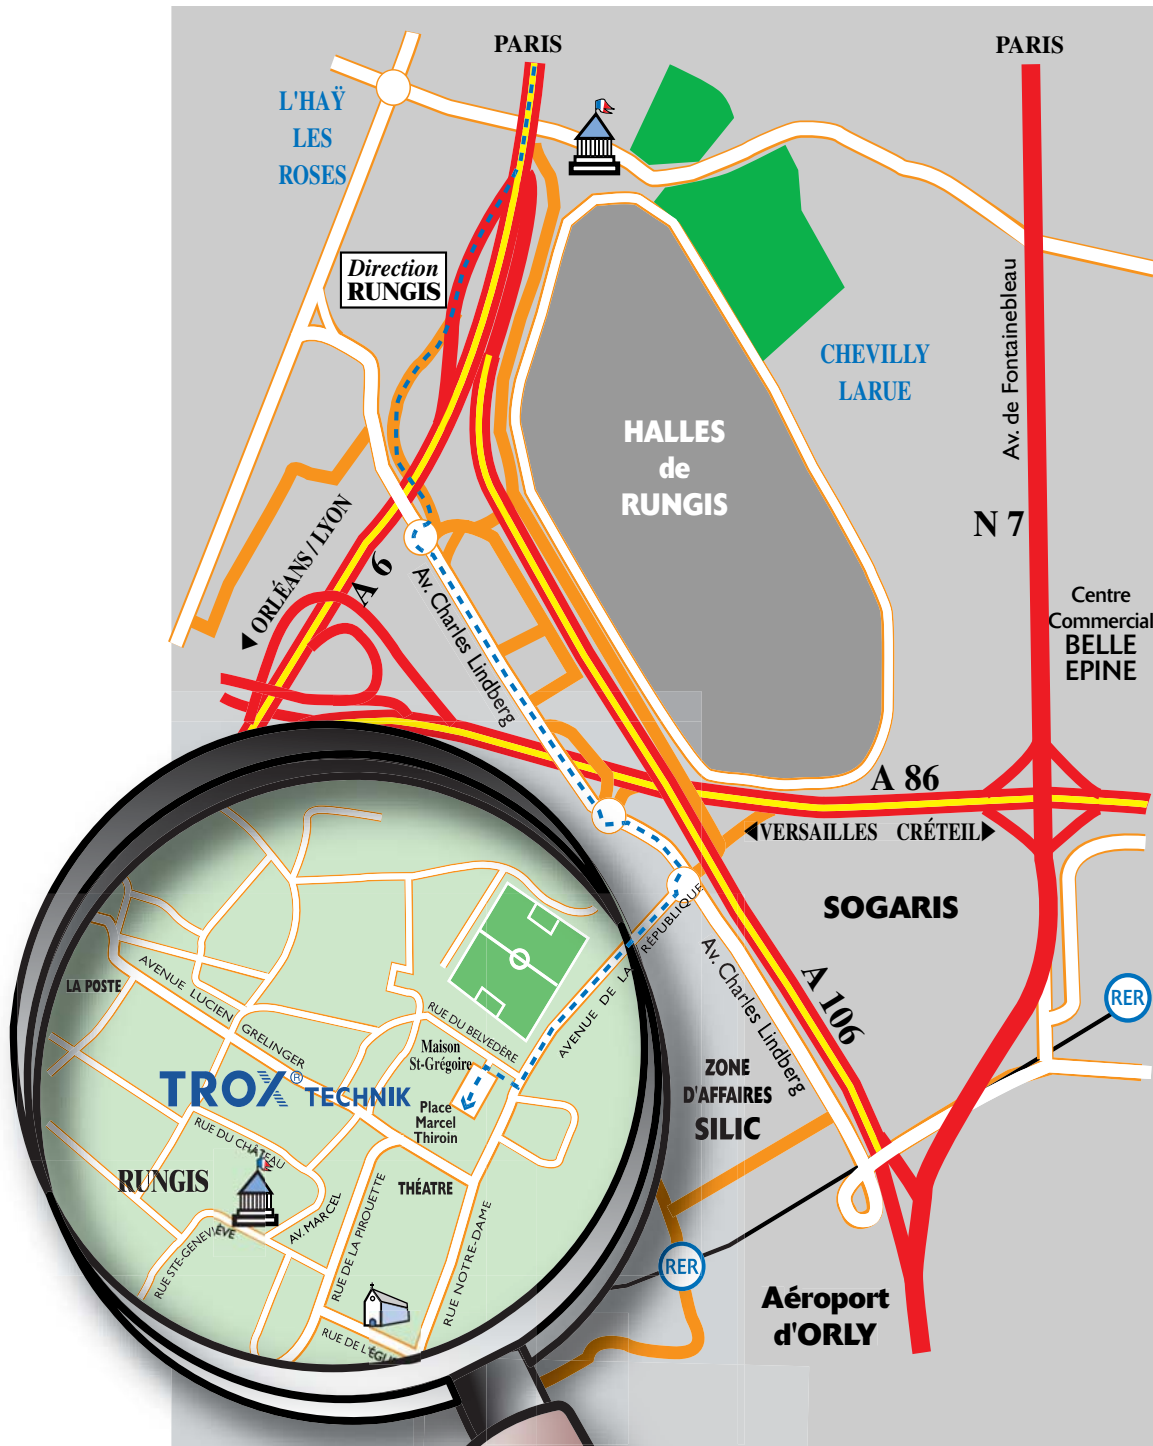 PARIS
PARIS
L'HAŸ
LES
ROSES
Direction
RUNGIS
Av. de Fontainebleau
CHEVILLY
LARUE
HALLES
de
RUNGIS
N 7
ORLÉANS / LYON
A 6
Av. Charles Lindberg
Centre
Commercial
BELLE
EPINE
A 86
VERSAILLES CRÉTEIL
SOGARIS
AVENUE DE LA RÉPUBLIQUE
Av. Charles Lindberg
A 106
RER
LA POSTE
AVENUE LUCIEN GRELINGER
RUE DU BELVEDÈRE
Maison
St-Grégoire
ZONE
D'AFFAIRES
SILIC
TROX® TECHNIK
Place
Marcel
Thiroin
RUE DU CHÂTEAU
RUNGIS
THÉATRE
AV. MARCEL
RUE STE-GENEVIÈVE
RUE DE LA PIROUETTE
RUE NOTRE-DAME
RER
RUE DE L'ÉGLI
Aéroport
d'ORLY